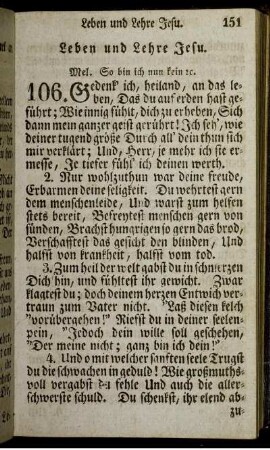 Leben und Lehre Jesu. 151
Leben und Lehre Jesu.
Mel. So bin ich nun kein ꝛc.
106. Gedenk' ich, heiland, an das le-
ben, Das du auf erden hast ge-
führt; Wie innig fühlt, dich zu erheben, Sich
dann mein ganzer geist gerührt! Ich seh', wie
deiner tugend größe Durch all' dein thun sich
mir verklärt; Und, Herr, je mehr ich sie er-
messe, Je tiefer fühl' ich deinen werth.
2. Nur wohlzuthun war deine freude,
Erbarmen deine seligkeit. Du wehrtest gern
dem menschenleide, Und warst zum helfen
stets bereit, Befreytest menschen gern von
sünden, Brachst hungrigen so gern das brod,
Verschafftest das gesicht den blinden, Und
halfst von krankheit, halfst vom tod.
3. Zum heil der welt gabst du in schmerzen
Dich hin, und fühltest ihr gewicht. Zwar
klagtest du; doch deinem herzen Entwich ver-
traun zum Vater nicht. "Laß diesen kelch
"vorübergehen!" Riefst du in deiner seelen-
pein, "Jedoch dein wille soll geschehen,
"Der meine nicht; ganz bin ich dein!"
4. Und o mit welcher sanften seele Trugst
du die schwachen in geduld! Wie großmuths-
voll vergabst du fehle Und auch die aller-
schwerste schuld. Du schenkst, ihr elend ab-
zu-